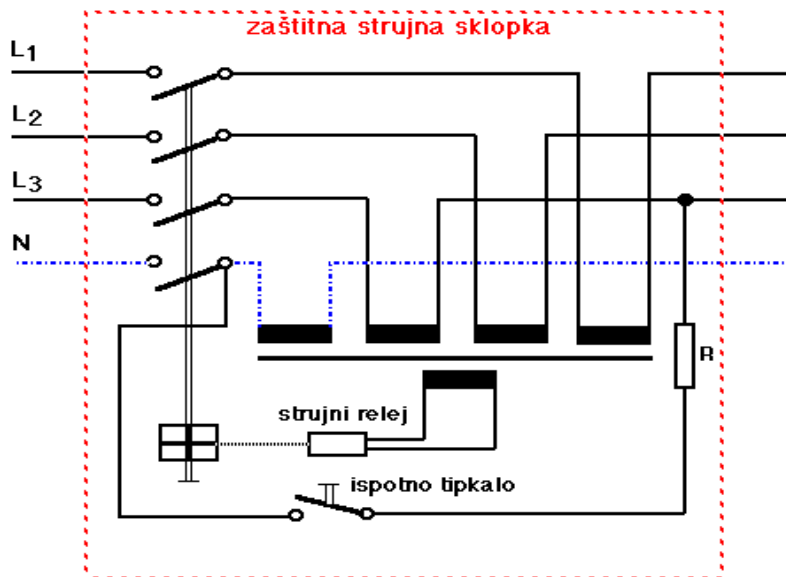 zaštitna strujna sklopka
L1
L2
L3
N
R
strujni relej
ispotno tipkalo